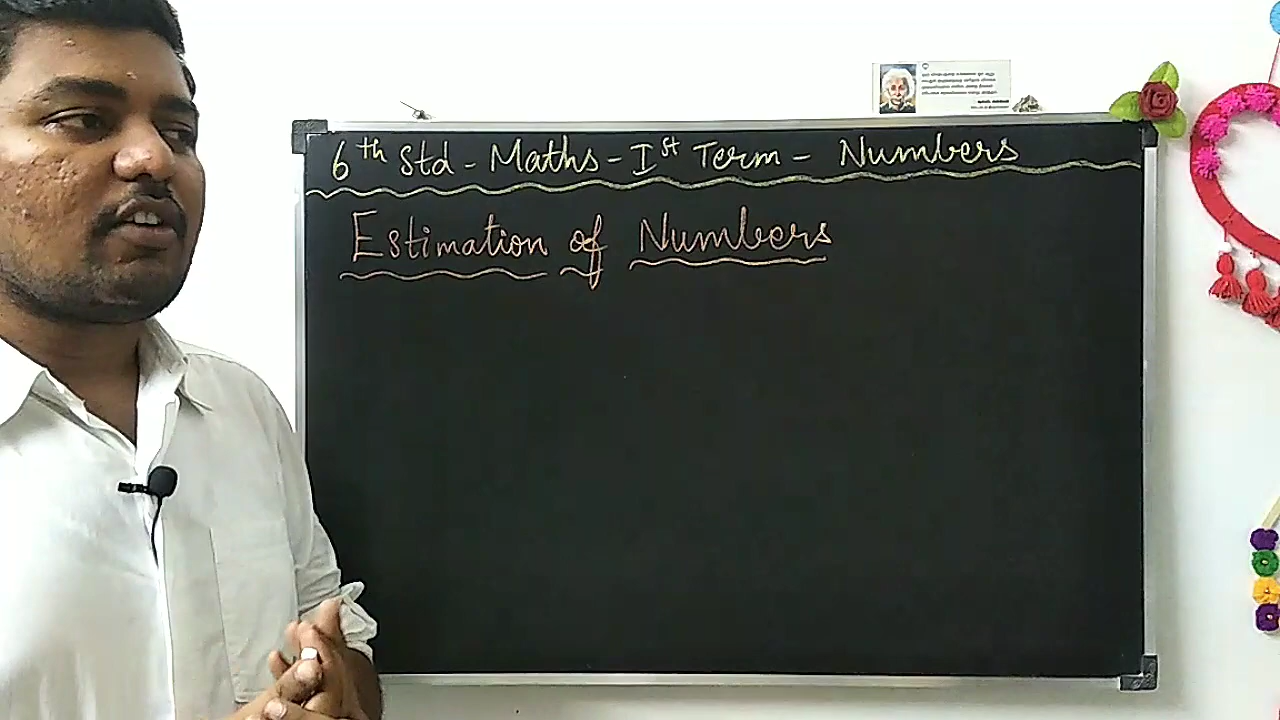 6th Std - Maths - Ist Term - Numbers
Estimation of Numbers